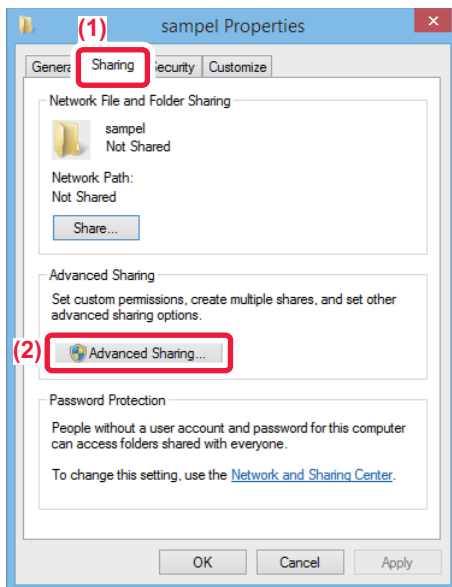 (1)
sampel Properties
Genera Sharing Security Customize
Network File and Folder Sharing
sampel
Not Shared
Network Path:
Not Shared
Share...
Advanced Sharing
Set custom permissions, create multiple shares, and set other
advanced sharing options.
(2)
Advanced Sharing...
Password Protection
People without a user account and password for this computer
can access folders shared with everyone.
To change this setting, use the Network and Sharing Center.
OK Cancel Apply